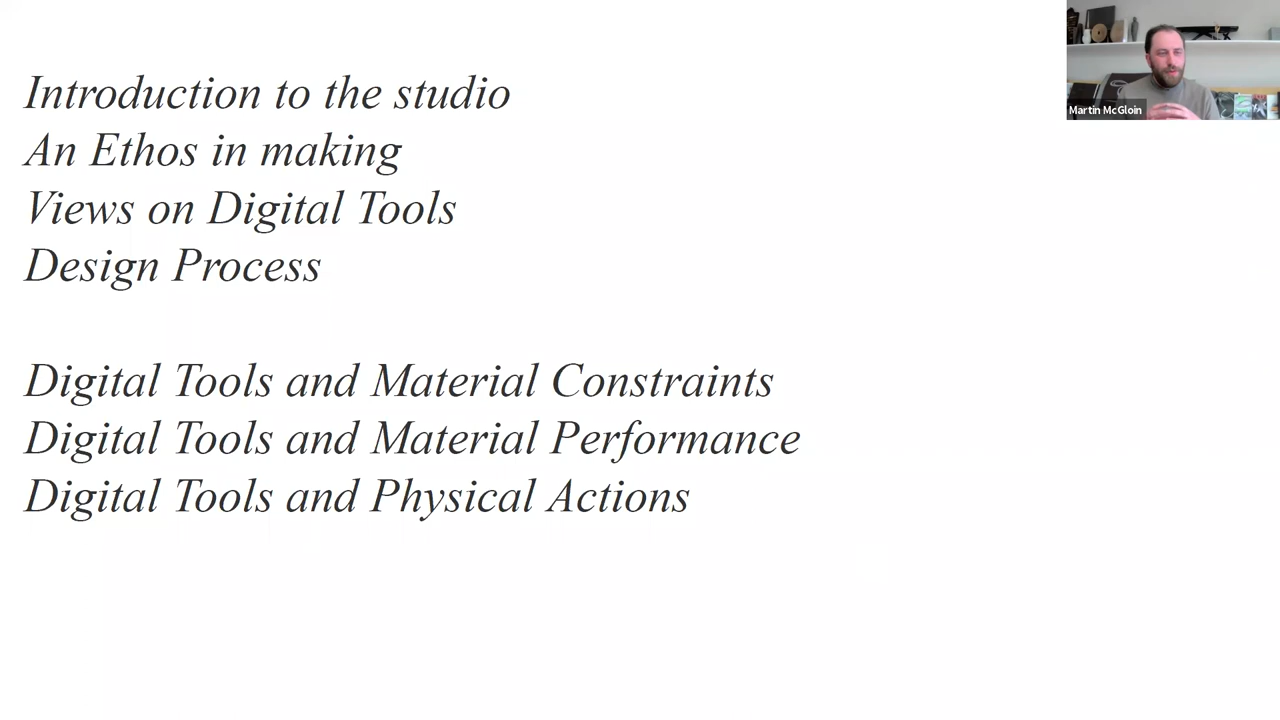 Introduction to the studio
An Ethos in making
Views on Digital Tools
Design Process
Digital Tools and Material Constraints
Digital Tools and Material Performance
Digital Tools and Physical Actions
Martin McGloin